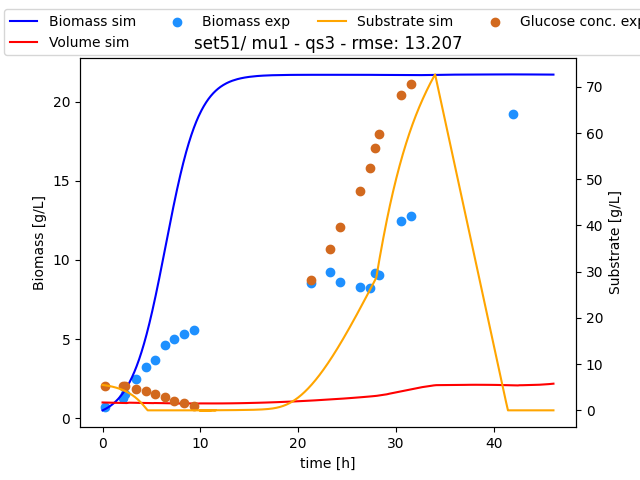 Biomass sim
Biomass exp
Substrate sim
Glucose conc. exp
Volume sim
set51/ mu1 - qs3 - rmse: 13.207
Biomass [g/L]
Substrate [g/L]
20
15
10
5
0
70
60
50
40
30
20
10
0
0
10
20
30
40
time [h]